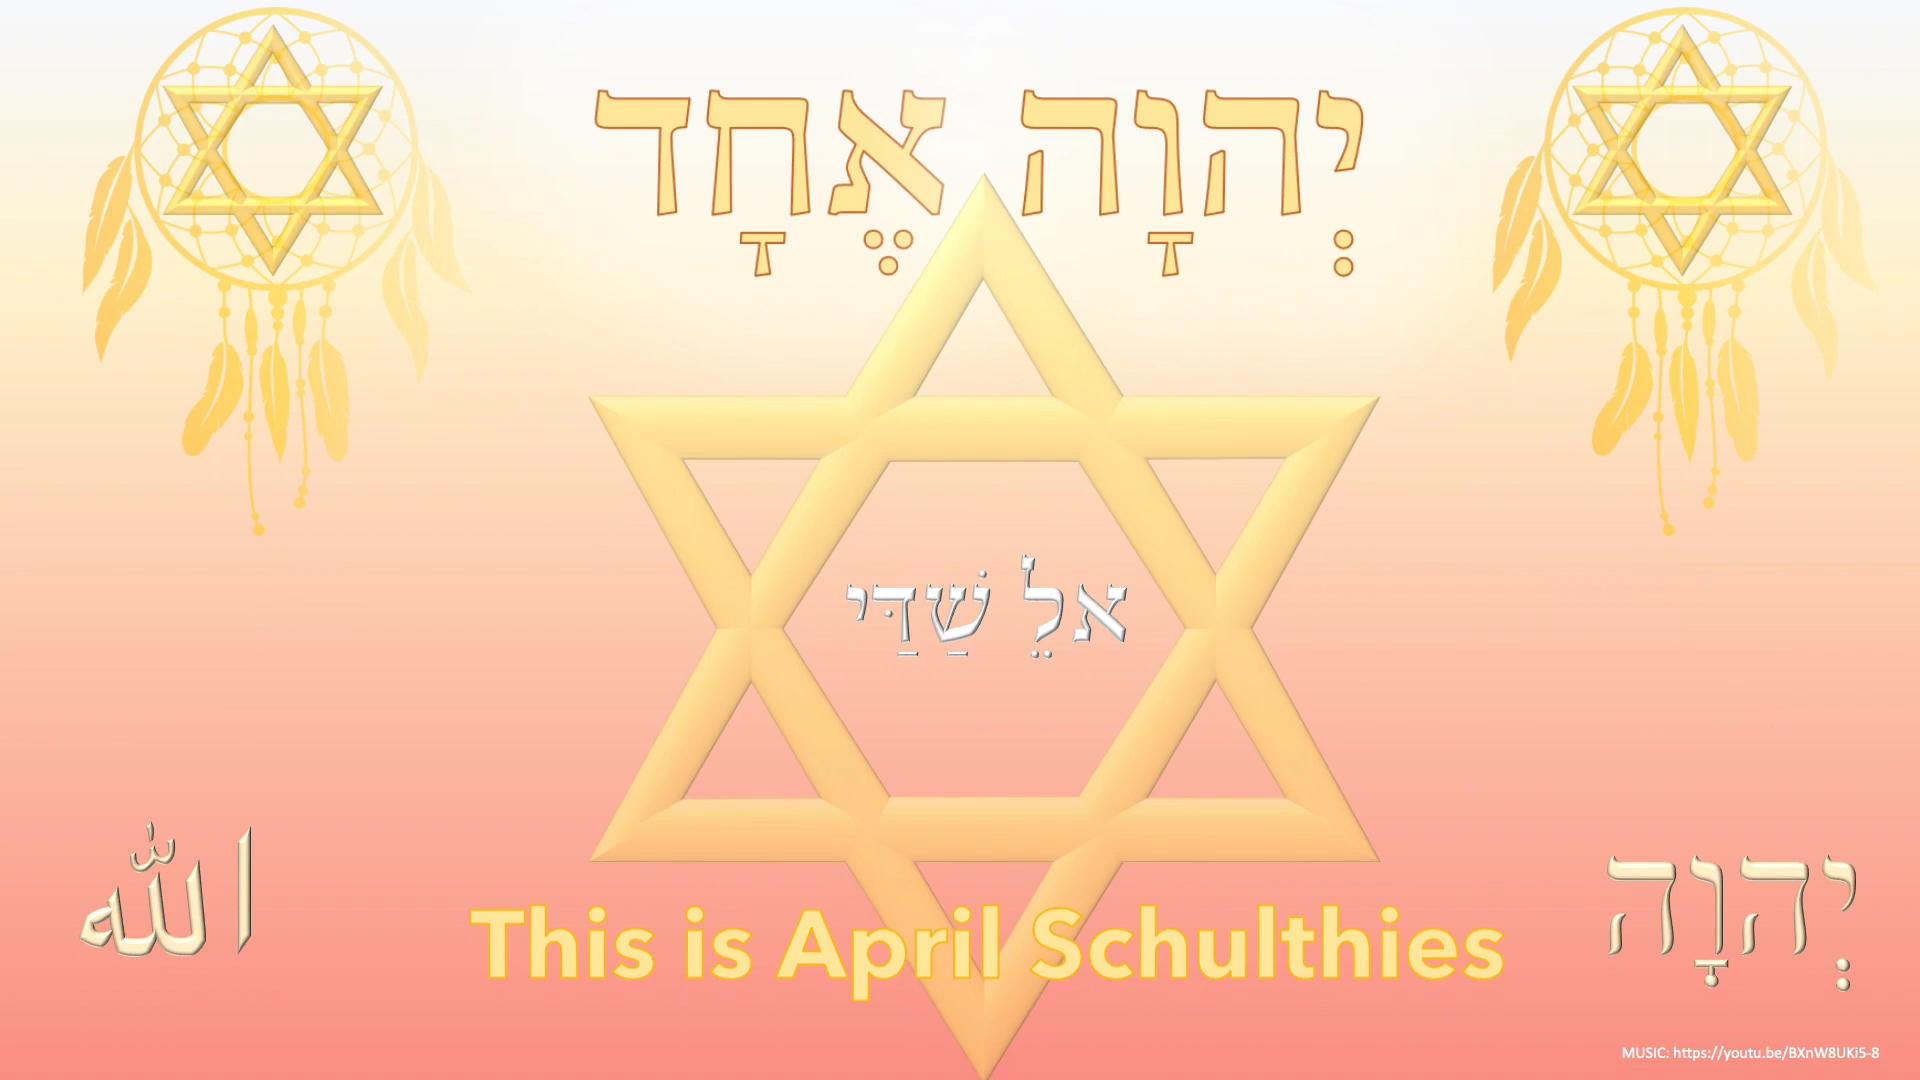 יְהוָה אֶחָד
אֵל שַׁדַּי
الله
This is April Schulthies
יְהוָה
MUSIC: https://youtu.be/BXnW8UKi5-8